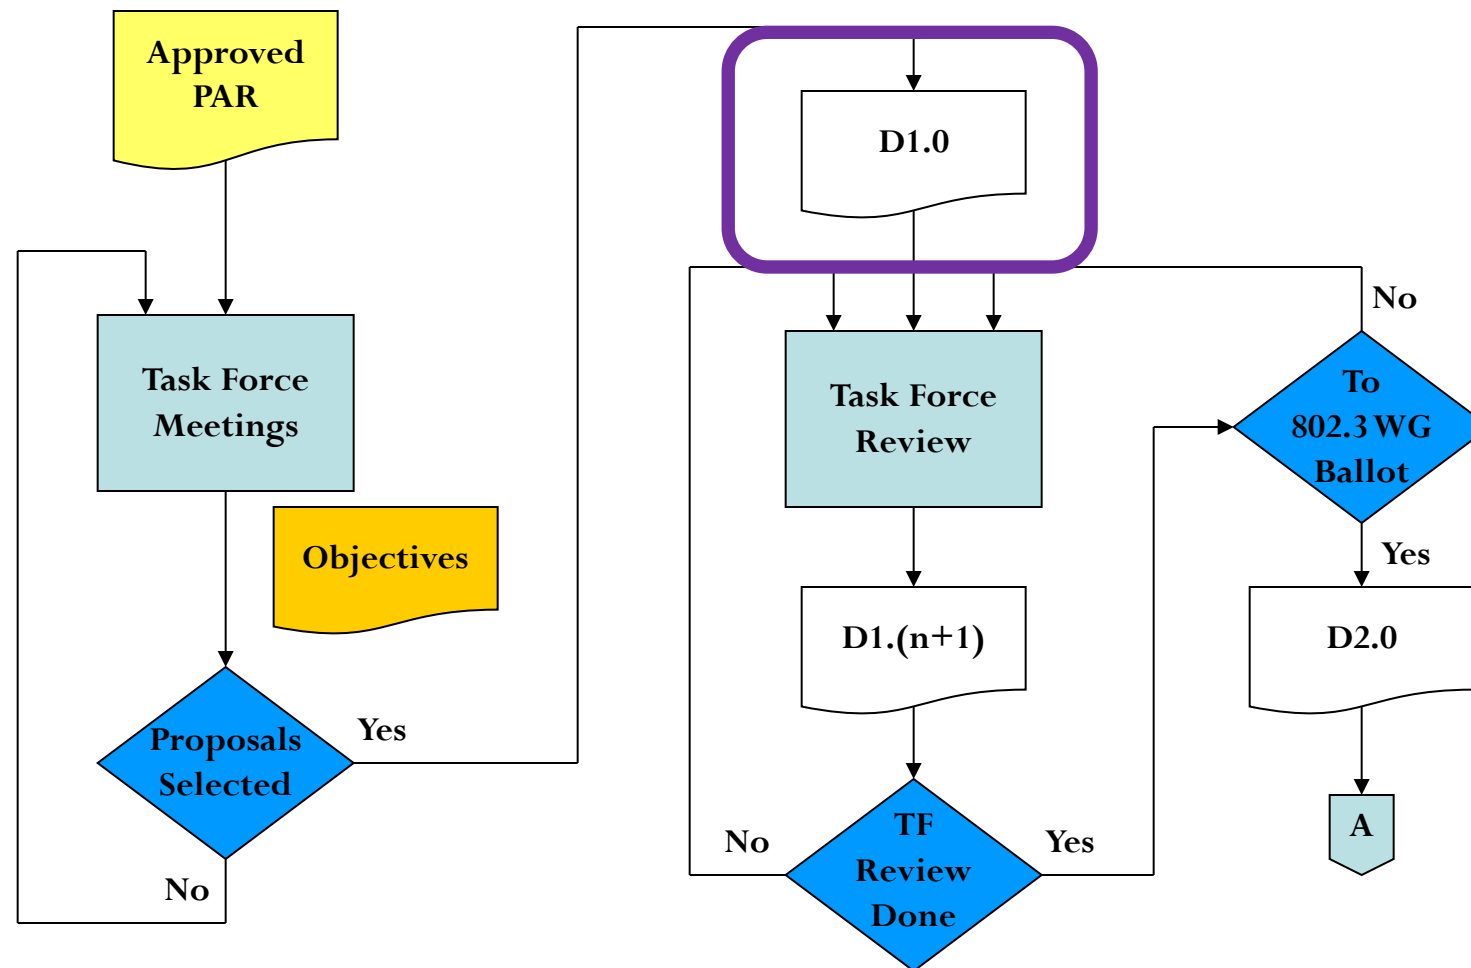 Approved
PAR
Task Force
Meetings
Objectives
Proposals
Selected
Yes
No
D1.0
Task Force
Review
D1.(n+1)
TF
Review
Done
No
Yes
To
802.3 WG
Ballot
No
Yes
D2.0
A